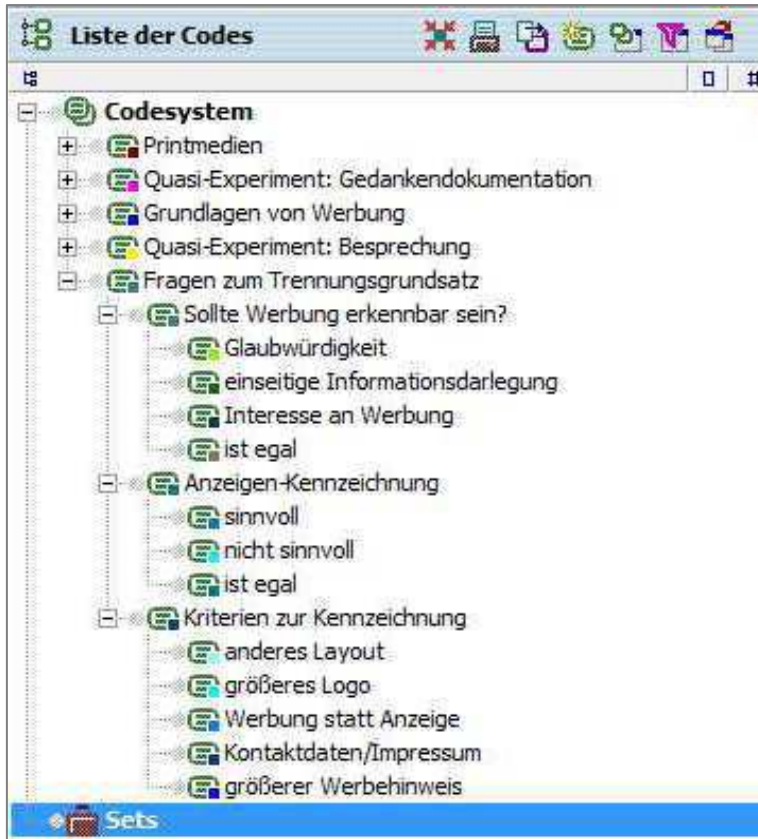 Liste der Codes
Codesystem
Printmedien
Quasi-Experiment: Gedankendokumentation
Grundlagen von Werbung
Quasi-Experiment: Besprechung
Fragen zum Trennungsgrundsatz
Sollte Werbung erkennbar sein?
Glaubwürdigkeit
einseitige Informationsdarlegung
Interesse an Werbung
ist egal
Anzeigen-Kennzeichnung
sinnvoll
nicht sinnvoll
ist egal
Kriterien zur Kennzeichnung
anderes Layout
größeres Logo
Werbung statt Anzeige
Kontaktdaten/Impressum
größerer Werbehinweis
Sets